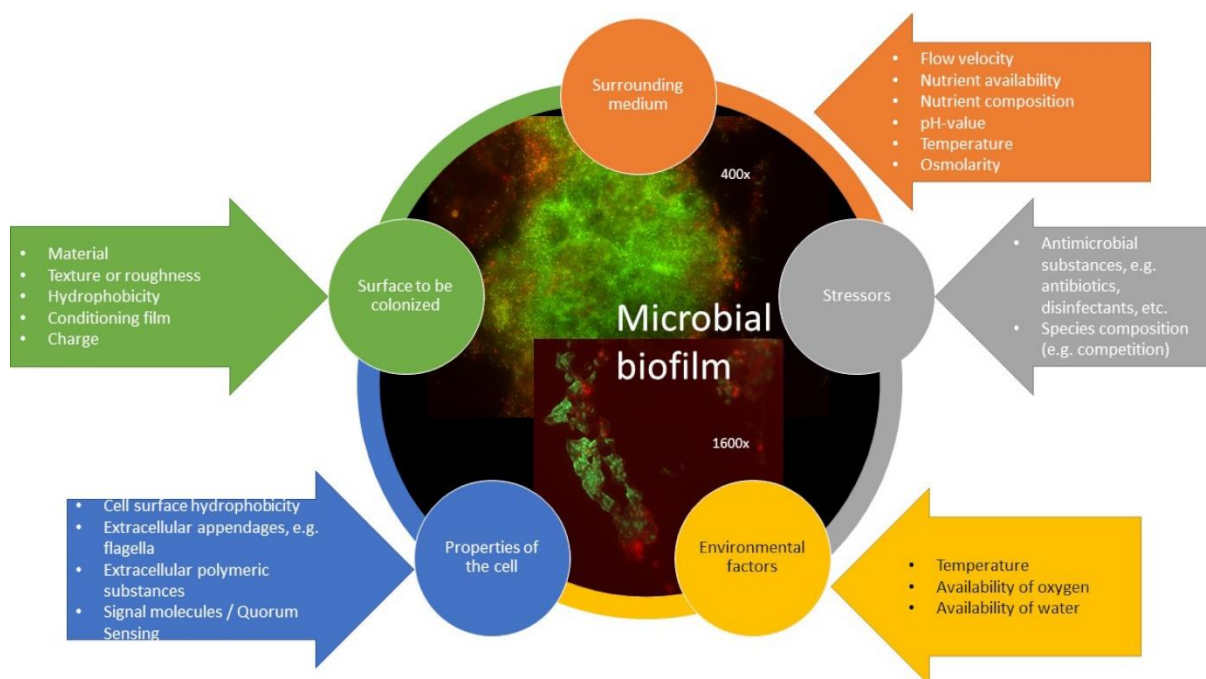 Surrounding
medium
• Flow velocity
• Nutrient availability
• Nutrient composition
• pH-value
• Temperature
• Osmolarity
400x
• Material
• Texture or roughness
• Hydrophobicity
• Conditioning film
• Charge
Surface to be
colonized
Microbial
biofilm
Stressors
• Antimicrobial
substances, e.g.
antibiotics,
disinfectants, etc.
• Species composition
(e.g. competition)
1600x
• Cell surface hydrophobicity
• Extracellular appendages, e.g.
flagella
• Extracellular polymeric
substances
• Signal molecules / Quorum
Sensing
Properties of
the cell
Environmental
factors
• Temperature
• Availability of oxygen
• Availability of water